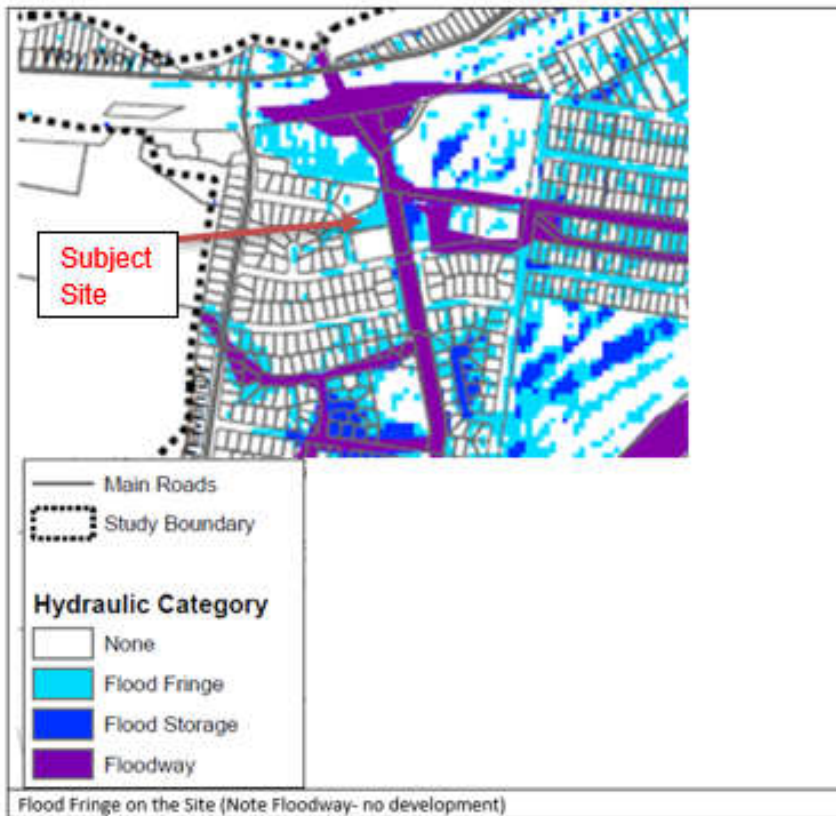 Woy Woy Rd
Subject
Site
Main Roads
Study Boundary
Hydraulic Category
None
Flood Fringe
Flood Storage
Floodway
Flood Fringe on the Site (Note Floodway- no development)